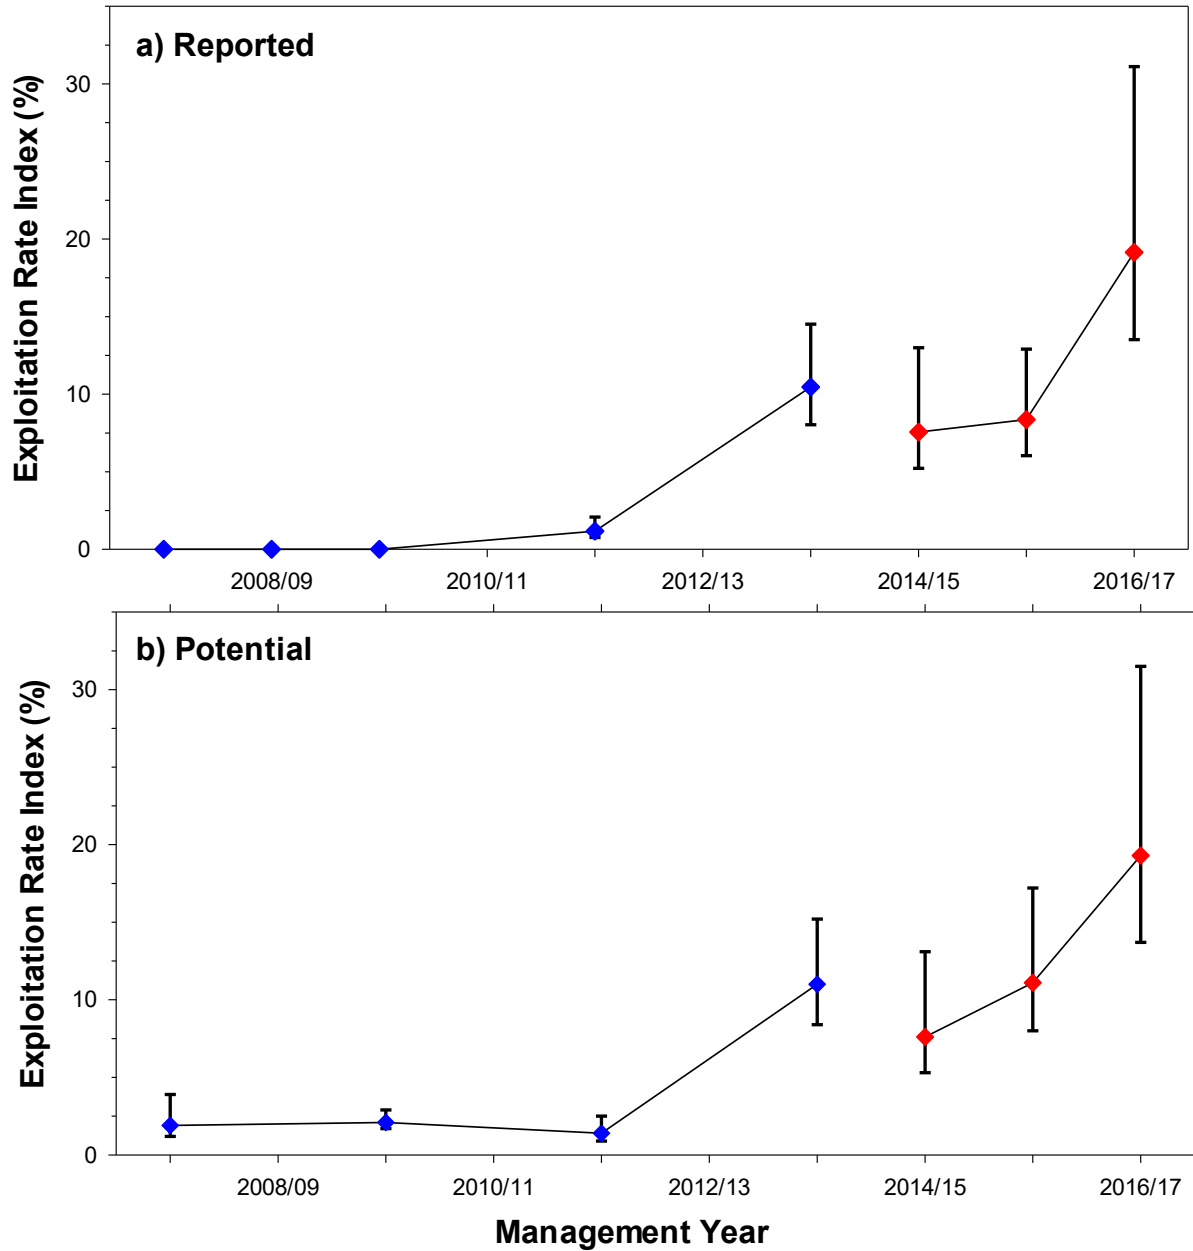 a) Reported
Exploitation Rate Index (%)
30
20
10
0
2008/09 2010/11 2012/13 2014/15 2016/17
b) Potential
Exploitation Rate Index (%)
30
20
10
0
2008/09 2010/11 2012/13 2014/15 2016/17
Management Year